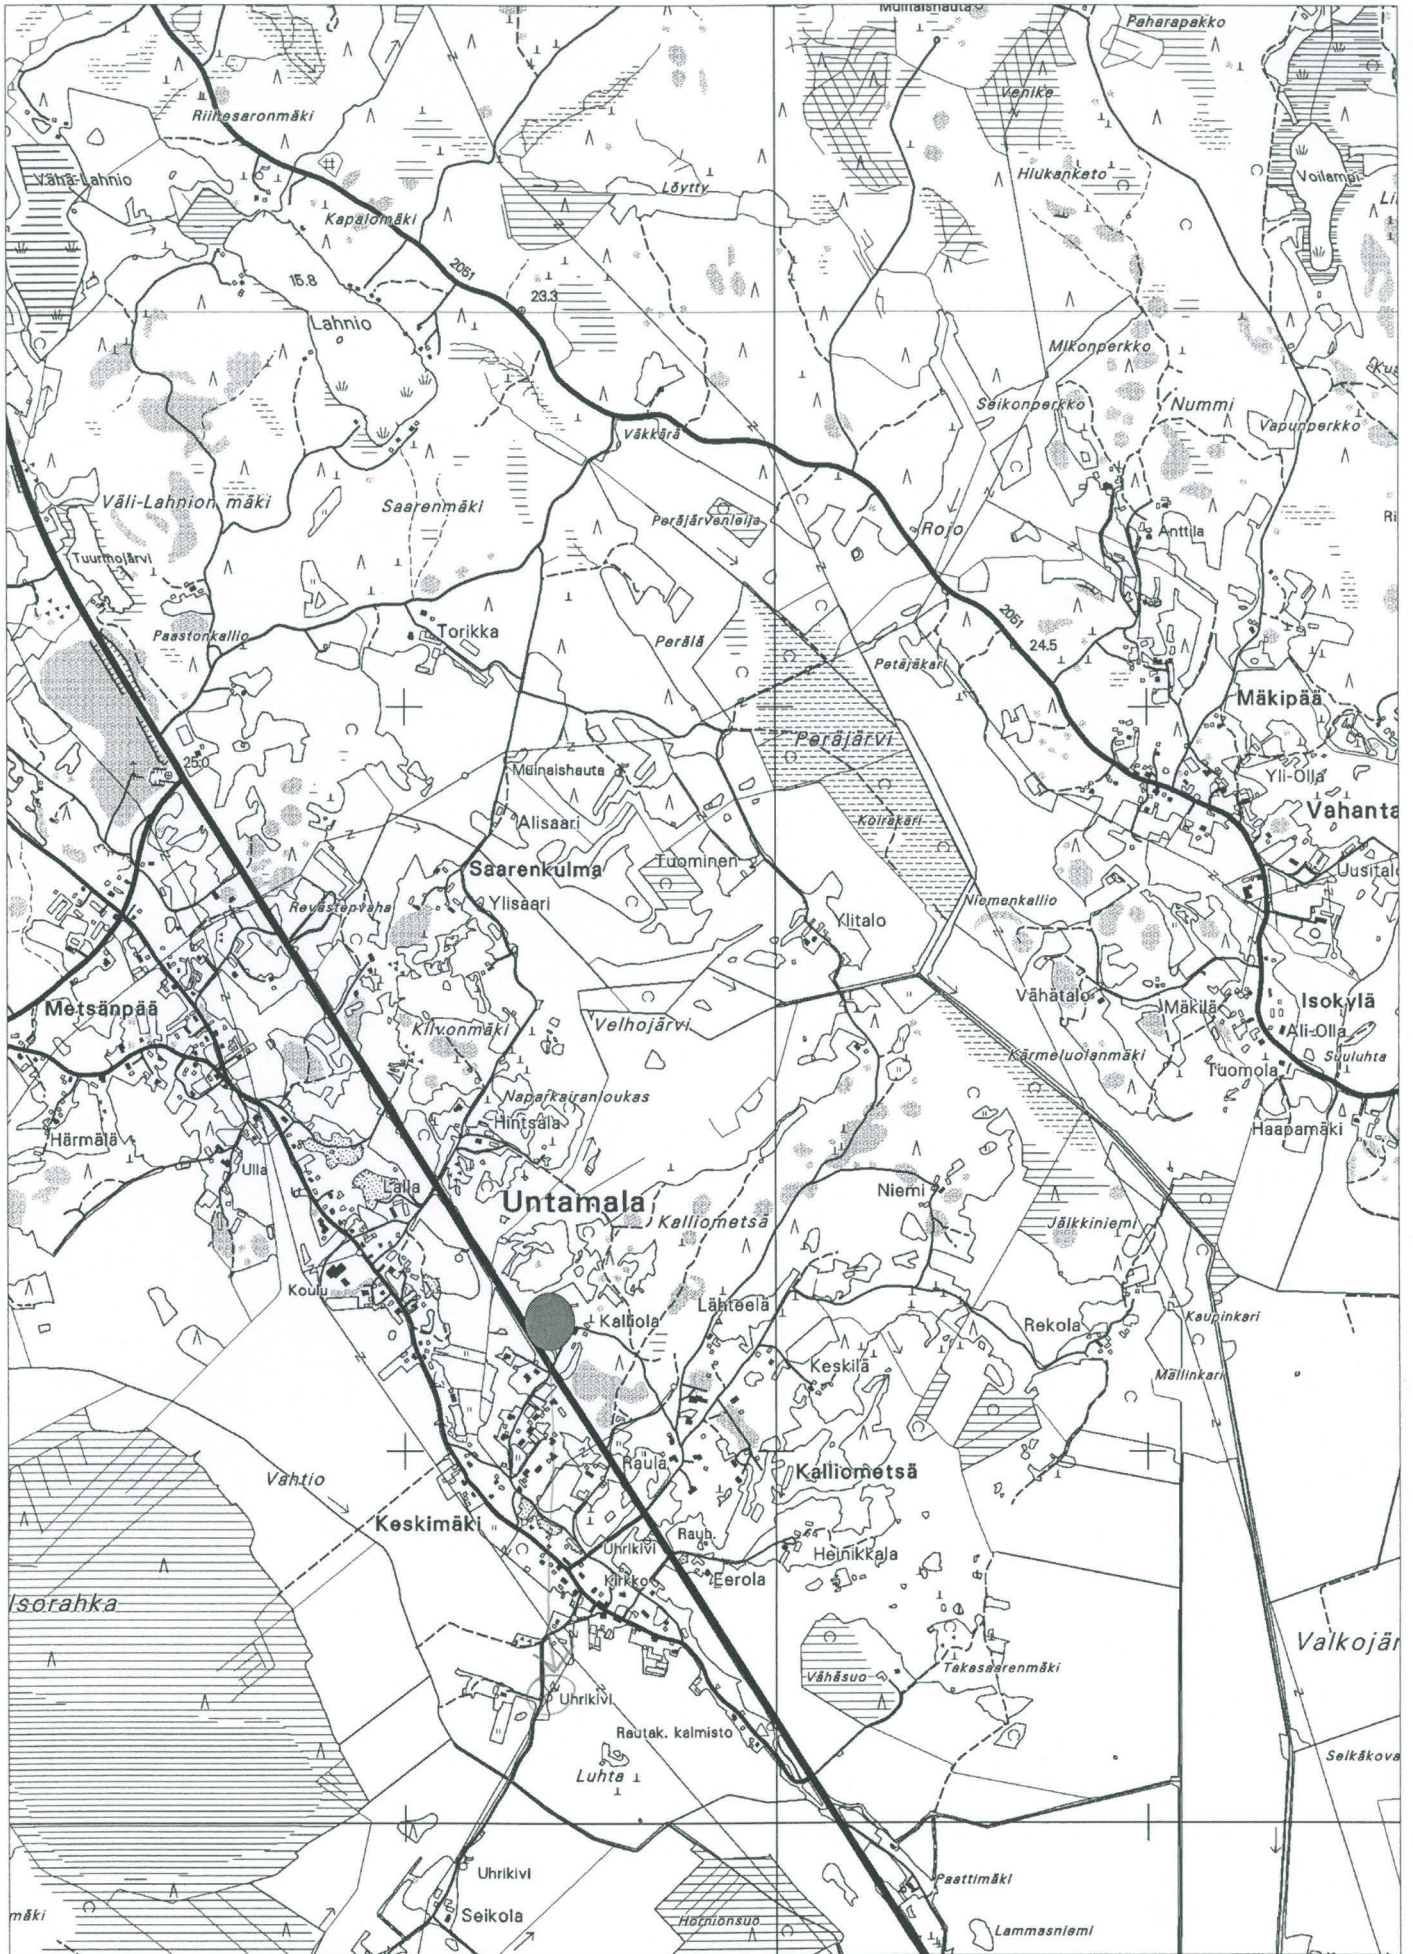 Muinaishauta
Paharapakko
Riihesaronmäki
Venike
Vähä-Lahnio
Löytty
Hiukanketo
Voilampi
Kapalomäki
2051
15.8
23.3
Lahnio
Mikonperkko
Seikonperkko
Nummi
Vapunperkko
Väkkärä
Väli-Lahnion mäki
Saarenmäki
Peräjärvenleija
Rojo
Anttila
Tuurmojärvi
2051
24.5
Paastonkallio
Torikka
Perälä
Petäjäkari
Mäkipää
Peräjärvi
25.0
Muinaishauta
Yli-Olla
Vahanta
Alisaari
Koirakari
Saarenkulma
Tuominen
Uusitalo
Ylisaari
Niemenkallio
Ylitalo
Metsänpää
Kilvonmäki
Velhojärvi
Vähätalo
Mäkilä
Isokylä
Ali-Olla
Kärmeluolanmäki
Suuluhta
Tuomola
Naparkairanloukas
Hintsala
Haapamäki
Härmälä
Ulla
Lalla
Untamala
Niemi
Kalliometsä
Jälkkiniemi
Koulu
Kalliola
Lähteelä
Kaupinkari
Rekola
Keskilä
Mällinkari
Raula
Kalliometsä
Vahtio
Keskimäki
Rauh.
Uhrikivi
Heinikkala
Kirkko
Eerola
Isorahka
Valkojär
Takasaarenmäki
Vähäsuo
Uhrikivi
Rautak. kalmisto
Luhta
Selkäkova
Uhrikivi
Paattimäki
mäki
Seikola
Hornionsuo
Lammasniemi